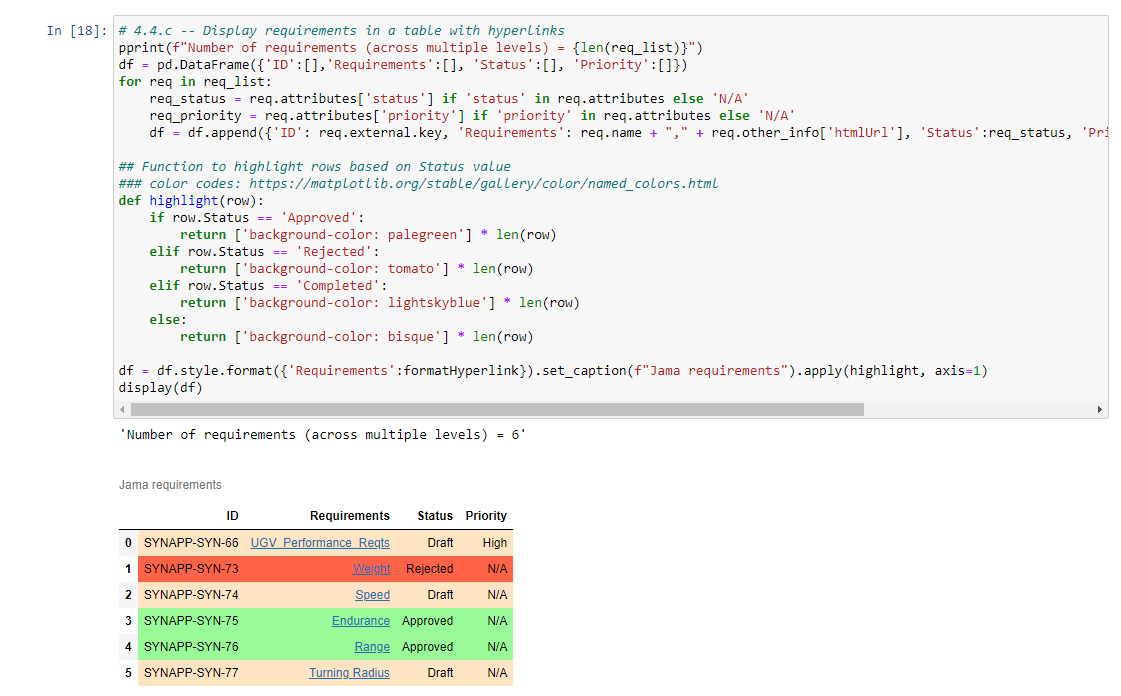 In [18]: # 4.4.c -- Display requirements in a table with hyperlinks
pprint(f"Number of requirements (across multiple levels) = {len(req_list)}")
df = pd.DataFrame({'ID':[],'Requirements':[], 'Status':[], 'Priority':[]})
for req in req_list:
    req_status = req.attributes['status'] if 'status' in req.attributes else 'N/A'
    req_priority = req.attributes['priority'] if 'priority' in req.attributes else 'N/A'
    df = df.append({'ID': req.external.key, 'Requirements': req.name + "," + req.other_info['htmlUrl'], 'Status':req_status, 'Pri
## Function to highlight rows based on Status value
### color codes: https://matplotlib.org/stable/gallery/color/named_colors.html
def highlight(row):
    if row.Status == 'Approved':
        return ['background-color: palegreen'] * len(row)
    elif row.Status == 'Rejected':
        return ['background-color: tomato'] * len(row)
    elif row.Status == 'Completed':
        return ['background-color: lightskyblue'] * len(row)
    else:
        return ['background-color: bisque'] * len(row)
df = df.style.format({'Requirements':formatHyperlink}).set_caption(f"Jama requirements").apply(highlight, axis=1)
display(df)
'Number of requirements (across multiple levels) = 6'
Jama requirements
ID Requirements Status Priority
0 SYNAPP-SYN-66 UGV_Performance_Reqts Draft High
1 SYNAPP-SYN-73 Weight Rejected N/A
2 SYNAPP-SYN-74 Speed Draft N/A
3 SYNAPP-SYN-75 Endurance Approved N/A
4 SYNAPP-SYN-76 Range Approved N/A
5 SYNAPP-SYN-77 Turning Radius Draft N/A